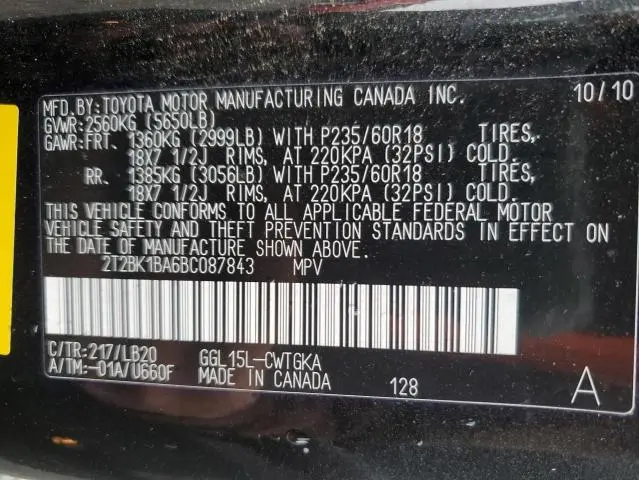 MFD.BY:TOYOTA MOTOR MANUFACTURING CANADA INC. 10/10
GVWR:2560KG (5650LB)
GAWR:FRT. 1360KG (2999LB) WITH P235/60R18 TIRES,
18X7 1/2J RIMS, AT 220KPA (32PSI) COLD.
RR. 1385KG (3056LB) WITH P235/60R18 TIRES,
18X7 1/2J RIMS, AT 220KPA (32PSI) COLD.
THIS VEHICLE CONFORMS TO ALL APPLICABLE FEDERAL MOTOR
VEHICLE SAFETY AND THEFT PREVENTION STANDARDS IN EFFECT ON
THE DATE OF MANUFACTURE SHOWN ABOVE.
2T2BK1BA6BC087843 MPV
C/TR:217/LB20 GGL15L-CWTGKA
A/TM:-01A/U660F MADE IN CANADA 128 A